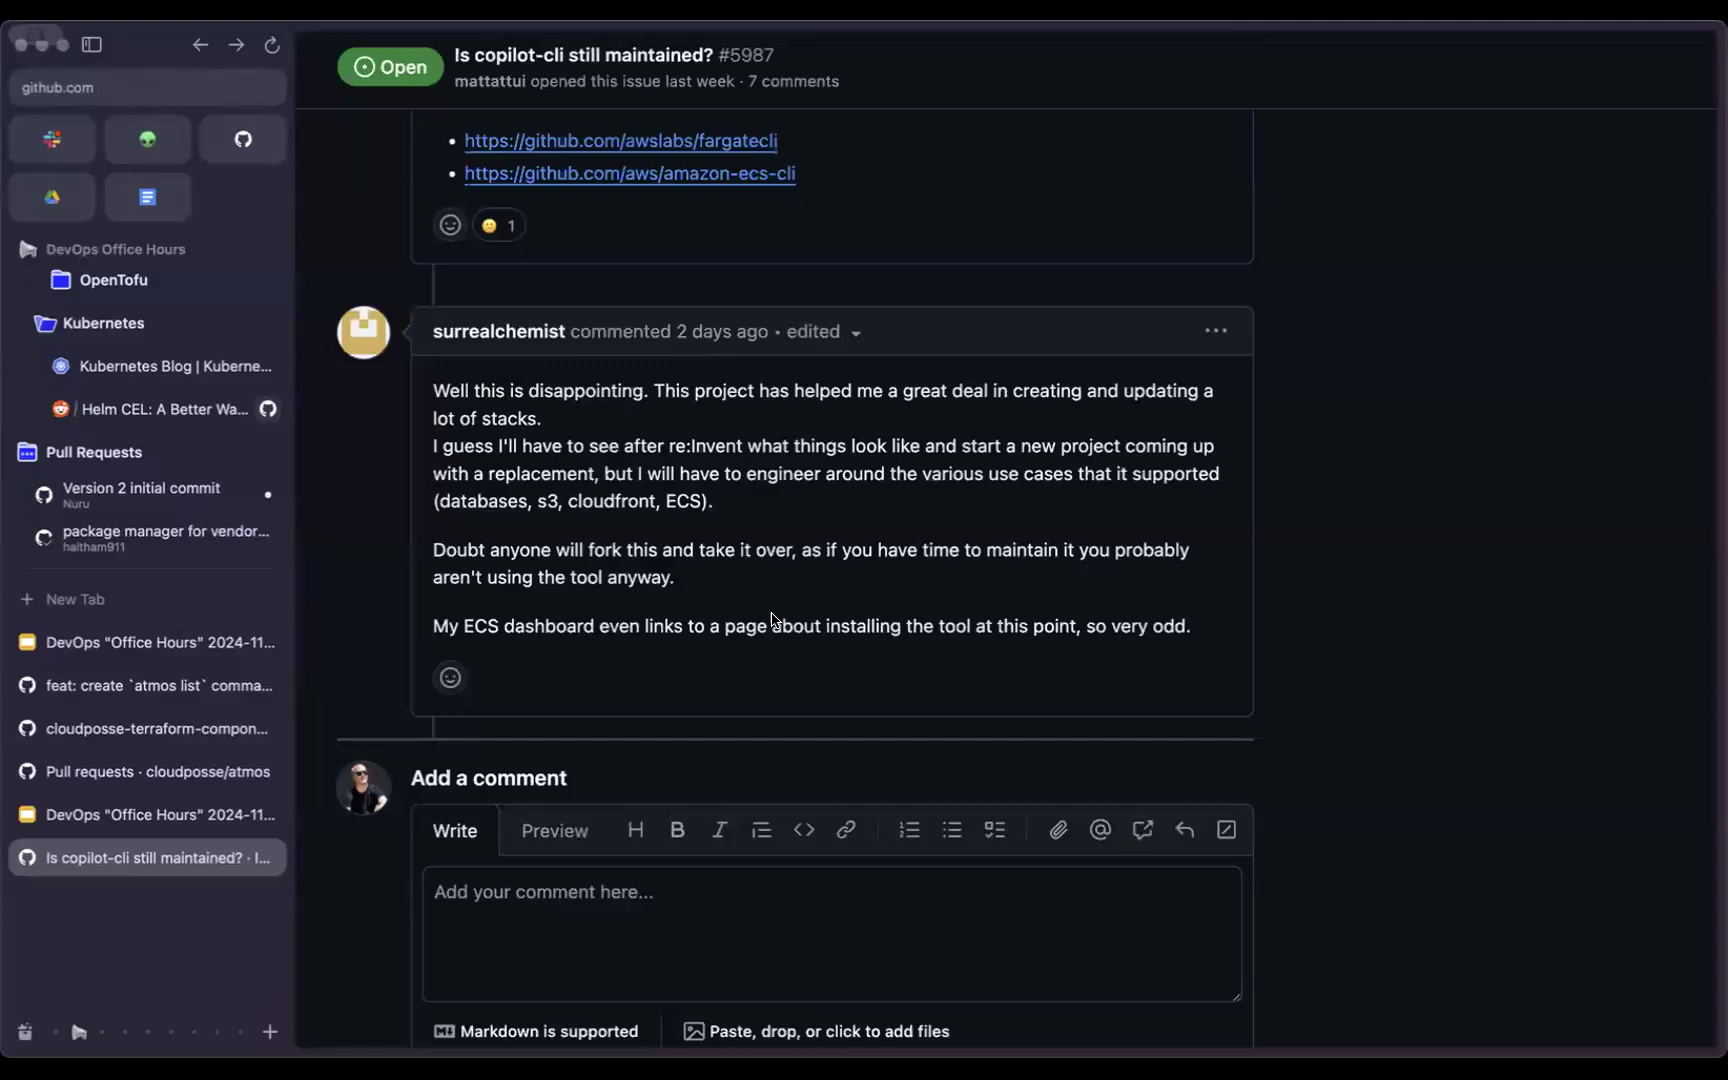 github.com
DevOps Office Hours
OpenTofu
Kubernetes
Kubernetes Blog | Kuberne...
/ Helm CEL: A Better Wa...
Pull Requests
Version 2 initial commit
Nuru
package manager for vendor...
haitham911
+ New Tab
DevOps "Office Hours" 2024-11...
feat: create `atmos list` comma...
cloudposse-terraform-compon...
Pull requests · cloudposse/atmos
DevOps "Office Hours" 2024-11...
Is copilot-cli still maintained? · I...
Open
Is copilot-cli still maintained? #5987
mattattui opened this issue last week · 7 comments
• https://github.com/awslabs/fargatecli
• https://github.com/aws/amazon-ecs-cli
1
surrealchemist commented 2 days ago • edited
Well this is disappointing. This project has helped me a great deal in creating and updating a
lot of stacks.
I guess I'll have to see after re:Invent what things look like and start a new project coming up
with a replacement, but I will have to engineer around the various use cases that it supported
(databases, s3, cloudfront, ECS).
Doubt anyone will fork this and take it over, as if you have time to maintain it you probably
aren't using the tool anyway.
My ECS dashboard even links to a page about installing the tool at this point, so very odd.
Add a comment
Write Preview
Add your comment here...
Markdown is supported
Paste, drop, or click to add files